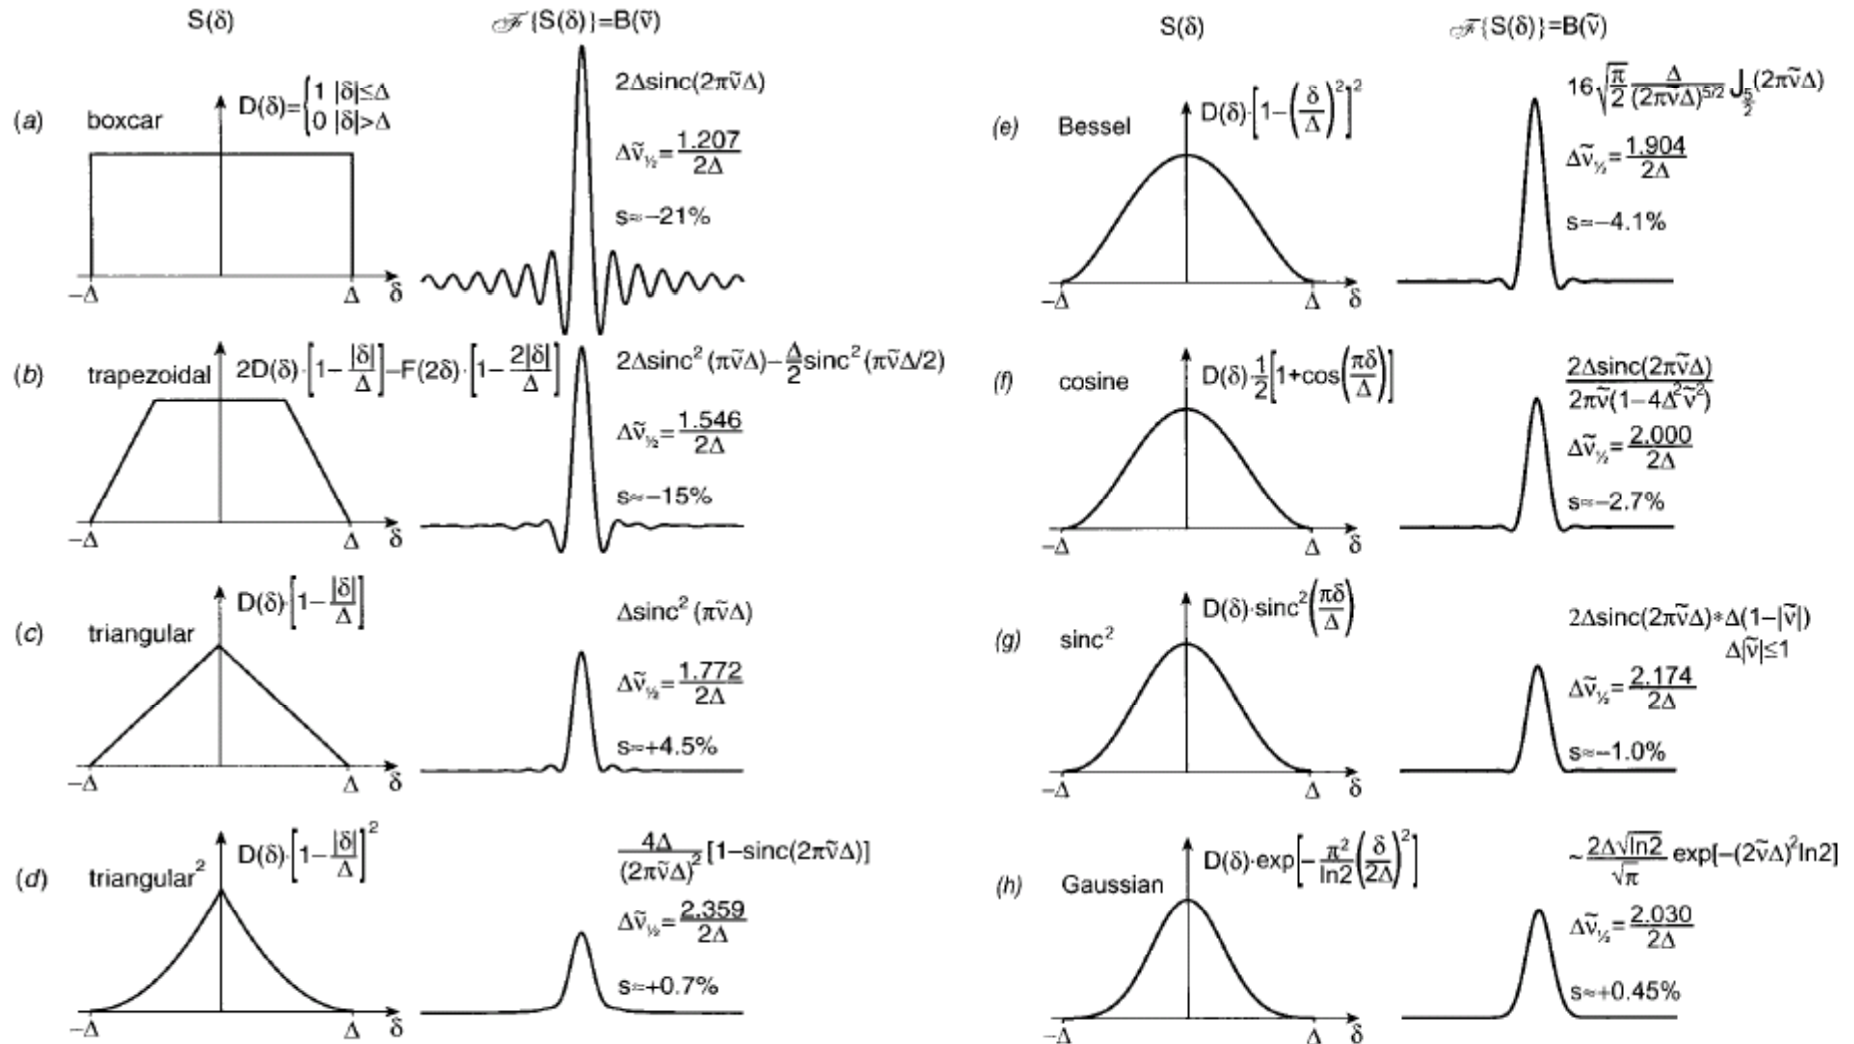 S(δ)
ℱ{S(δ)}=B(ṽ)
(a) boxcar
D(δ)={1 |δ|≤Δ
0 |δ|>Δ
2Δsinc(2πṽΔ)
Δṽ½=1.207/2Δ
s≈−21%
−Δ Δ δ
(b) trapezoidal
2D(δ)·[1−|δ|/Δ]−F(2δ)·[1−2|δ|/Δ]
2Δsinc²(πṽΔ)−Δ/2 sinc²(πṽΔ/2)
Δṽ½=1.546/2Δ
s≈−15%
−Δ Δ δ
(c) triangular
D(δ)·[1−|δ|/Δ]
Δsinc²(πṽΔ)
Δṽ½=1.772/2Δ
s≈+4.5%
−Δ Δ δ
(d) triangular²
D(δ)·[1−|δ|/Δ]²
4Δ/(2πṽΔ)² [1−sinc(2πṽΔ)]
Δṽ½=2.359/2Δ
s≈+0.7%
−Δ Δ δ
S(δ)
ℱ{S(δ)}=B(ṽ)
(e) Bessel
D(δ)·[1−(δ/Δ)²]²
16√(π/2) Δ/(2πṽΔ)^5/2 J_5/2(2πṽΔ)
Δṽ½=1.904/2Δ
s≈−4.1%
−Δ Δ δ
(f) cosine
D(δ)·½[1+cos(πδ/Δ)]
2Δsinc(2πṽΔ)/2πṽ(1−4Δ²ṽ²)
Δṽ½=2.000/2Δ
s≈−2.7%
−Δ Δ δ
(g) sinc²
D(δ)·sinc²(πδ/Δ)
2Δsinc(2πṽΔ)*Δ(1−|ṽ|)
Δ|ṽ|≤1
Δṽ½=2.174/2Δ
s≈−1.0%
−Δ Δ δ
(h) Gaussian
D(δ)·exp[−π²/ln2(δ/2Δ)²]
~2Δ√ln2/√π exp[−(2ṽΔ)²ln2]
Δṽ½=2.030/2Δ
s≈+0.45%
−Δ Δ δ